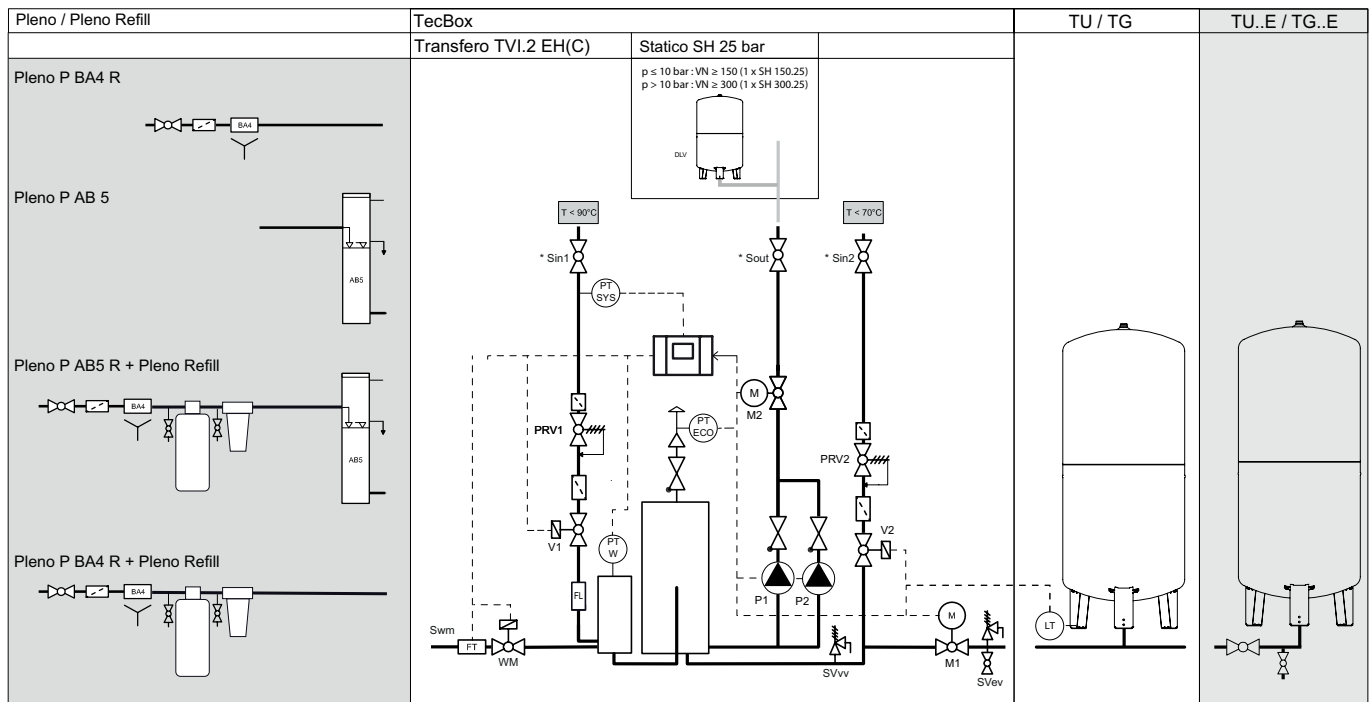 Pleno / Pleno Refill
TecBox
TU / TG
TU..E / TG..E
Transfero TVI.2 EH(C)
Statico SH 25 bar
Pleno P BA4 R
BA4
Pleno P AB 5
AB5
Pleno P AB5 R + Pleno Refill
BA4
AB5
Pleno P BA4 R + Pleno Refill
BA4
p ≤ 10 bar : VN ≥ 150 (1 x SH 150.25)
p > 10 bar : VN ≥ 300 (1 x SH 300.25)
DLV
T < 90°C
T < 70°C
* Sin1
* Sout
* Sin2
PT
SYS
M
M2
PRV1
PT
ECO
PRV2
V1
PT
W
V2
FL
P1
P2
Swm
FT
WM
SVvv
M
M1
SVev
LT